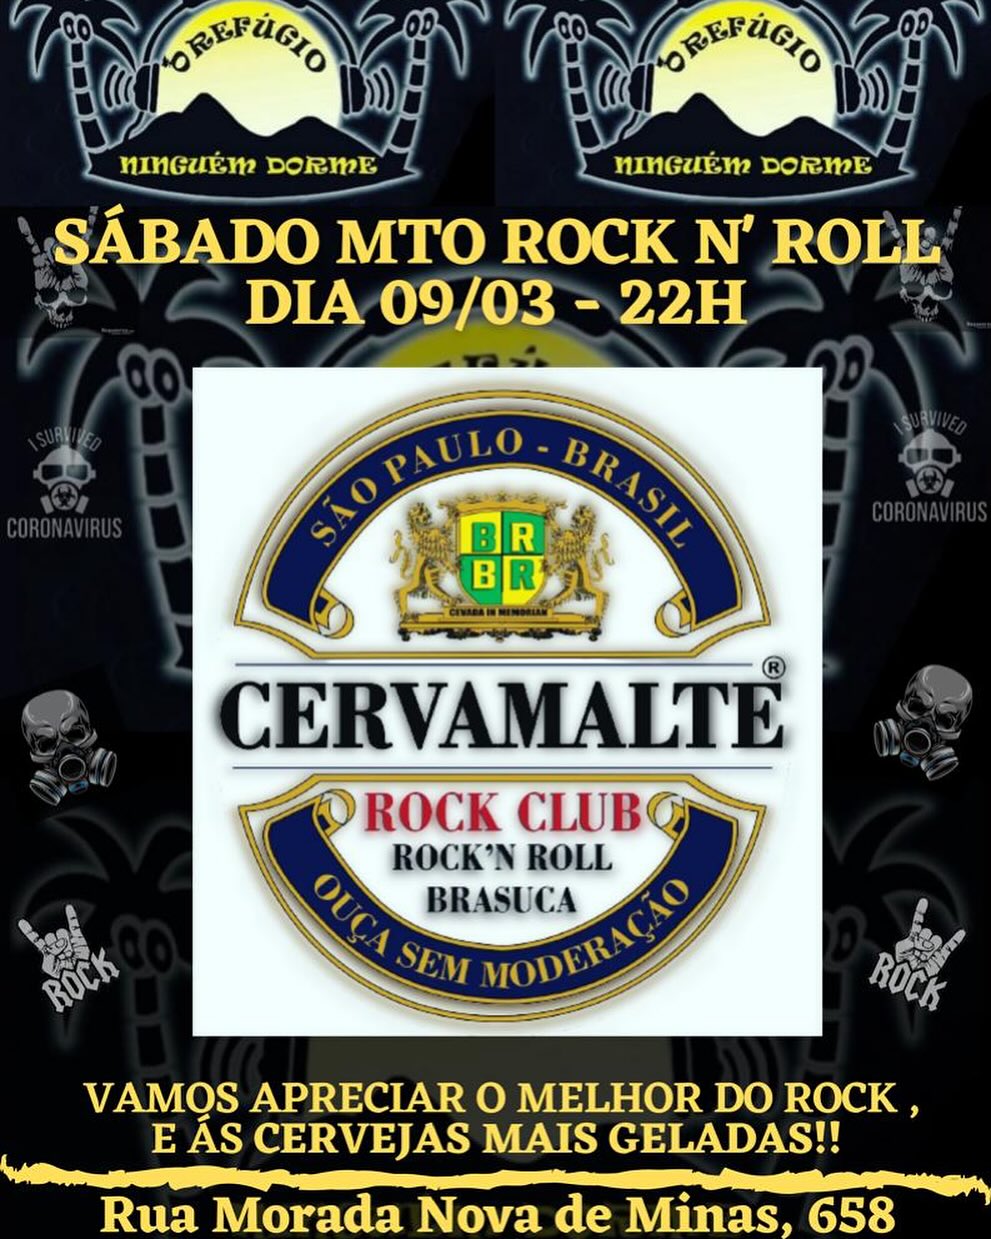 O REFÚGIO
NINGUÉM DORME
O REFÚGIO
NINGUÉM DORME
SÁBADO MTO ROCK N' ROLL
DIA 09/03 - 22H
I SURVIVED
CORONAVIRUS
I SURVIVED
CORONAVIRUS
SÃO PAULO - BRASIL
BR
BR
CEVADA IN MEMORIAN
CERVAMALTE®
ROCK CLUB
ROCK'N ROLL
BRASUCA
OUÇA SEM MODERAÇÃO
ROCK
ROCK
VAMOS APRECIAR O MELHOR DO ROCK ,
E ÁS CERVEJAS MAIS GELADAS!!
Rua Morada Nova de Minas, 658